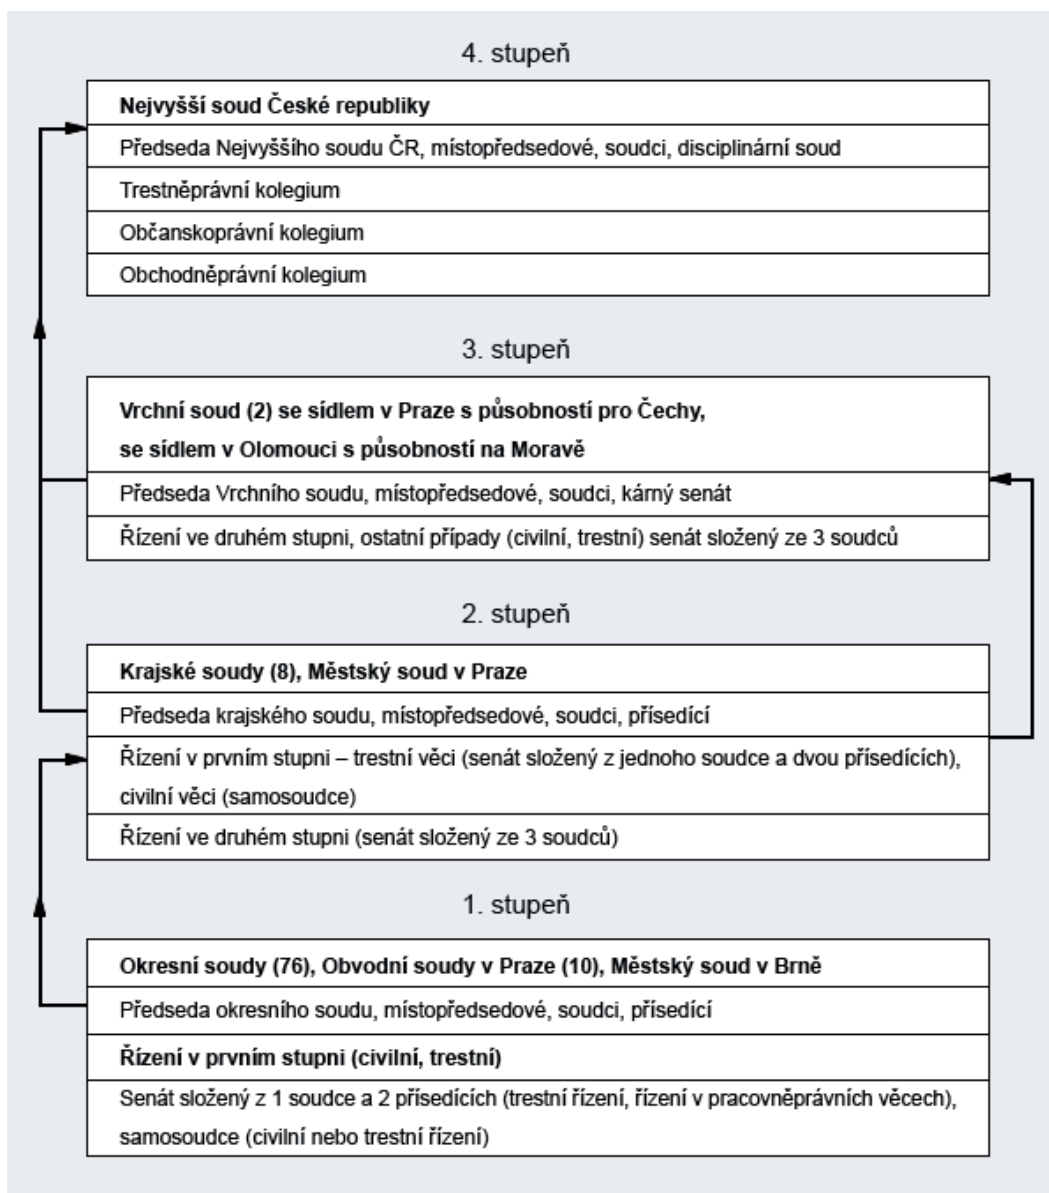 4. stupeň
Nejvyšší soud České republiky
Předseda Nejvyššího soudu ČR, místopředsedové, soudci, disciplinární soud
Trestněprávní kolegium
Občanskoprávní kolegium
Obchodněprávní kolegium
3. stupeň
Vrchní soud (2) se sídlem v Praze s působností pro Čechy,
se sídlem v Olomouci s působností na Moravě
Předseda Vrchního soudu, místopředsedové, soudci, kárný senát
Řízení ve druhém stupni, ostatní případy (civilní, trestní) senát složený ze 3 soudců
2. stupeň
Krajské soudy (8), Městský soud v Praze
Předseda krajského soudu, místopředsedové, soudci, přísedící
Řízení v prvním stupni – trestní věci (senát složený z jednoho soudce a dvou přísedících),
civilní věci (samosoudce)
Řízení ve druhém stupni (senát složený ze 3 soudců)
1. stupeň
Okresní soudy (76), Obvodní soudy v Praze (10), Městský soud v Brně
Předseda okresního soudu, místopředsedové, soudci, přísedící
Řízení v prvním stupni (civilní, trestní)
Senát složený z 1 soudce a 2 přísedících (trestní řízení, řízení v pracovněprávních věcech),
samosoudce (civilní nebo trestní řízení)